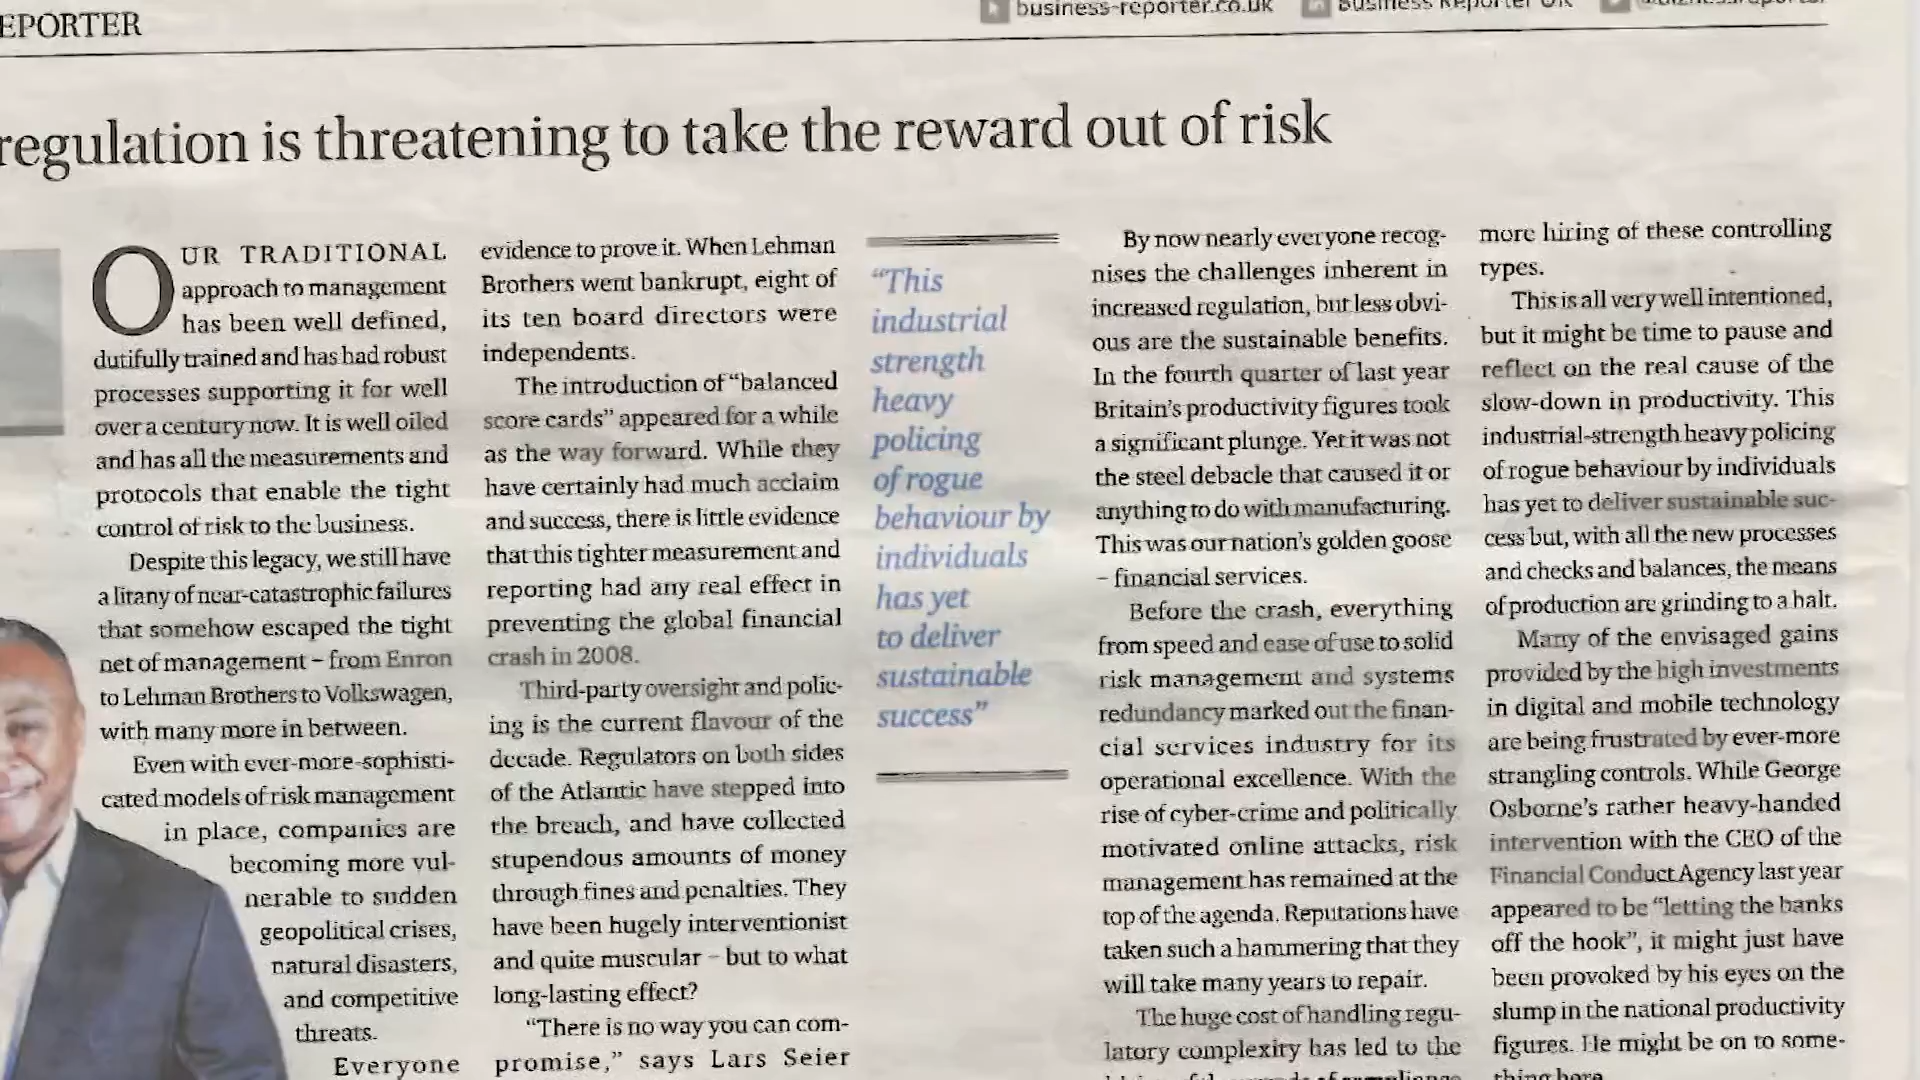 EPORTER
business-reporter.co.uk
Business Reporter UK
regulation is threatening to take the reward out of risk
OUR TRADITIONAL
approach to management
has been well defined,
dutifully trained and has had robust
processes supporting it for well
over a century now. It is well oiled
and has all the measurements and
protocols that enable the tight
control of risk to the business.
Despite this legacy, we still have
a litany of near-catastrophic failures
that somehow escaped the tight
net of management – from Enron
to Lehman Brothers to Volkswagen,
with many more in between.
Even with ever-more-sophisti-
cated models of risk management
in place, companies are
becoming more vul-
nerable to sudden
geopolitical crises,
natural disasters,
and competitive
threats.
Everyone
evidence to prove it. When Lehman
Brothers went bankrupt, eight of
its ten board directors were
independents.
The introduction of “balanced
score cards” appeared for a while
as the way forward. While they
have certainly had much acclaim
and success, there is little evidence
that this tighter measurement and
reporting had any real effect in
preventing the global financial
crash in 2008.
Third-party oversight and polic-
ing is the current flavour of the
decade. Regulators on both sides
of the Atlantic have stepped into
the breach, and have collected
stupendous amounts of money
through fines and penalties. They
have been hugely interventionist
and quite muscular – but to what
long-lasting effect?
“There is no way you can com-
promise,” says Lars Seier
“This
industrial
strength
heavy
policing
of rogue
behaviour by
individuals
has yet
to deliver
sustainable
success”
By now nearly everyone recog-
nises the challenges inherent in
increased regulation, but less obvi-
ous are the sustainable benefits.
In the fourth quarter of last year
Britain’s productivity figures took
a significant plunge. Yet it was not
the steel debacle that caused it or
anything to do with manufacturing.
This was our nation’s golden goose
– financial services.
Before the crash, everything
from speed and ease of use to solid
risk management and systems
redundancy marked out the finan-
cial services industry for its
operational excellence. With the
rise of cyber-crime and politically
motivated online attacks, risk
management has remained at the
top of the agenda. Reputations have
taken such a hammering that they
will take many years to repair.
The huge cost of handling regu-
latory complexity has led to the
more hiring of these controlling
types.
This is all very well intentioned,
but it might be time to pause and
reflect on the real cause of the
slow-down in productivity. This
industrial-strength heavy policing
of rogue behaviour by individuals
has yet to deliver sustainable suc-
cess but, with all the new processes
and checks and balances, the means
of production are grinding to a halt.
Many of the envisaged gains
provided by the high investments
in digital and mobile technology
are being frustrated by ever-more
strangling controls. While George
Osborne’s rather heavy-handed
intervention with the CEO of the
Financial Conduct Agency last year
appeared to be “letting the banks
off the hook”, it might just have
been provoked by his eyes on the
slump in the national productivity
figures. He might be on to some-
thing here